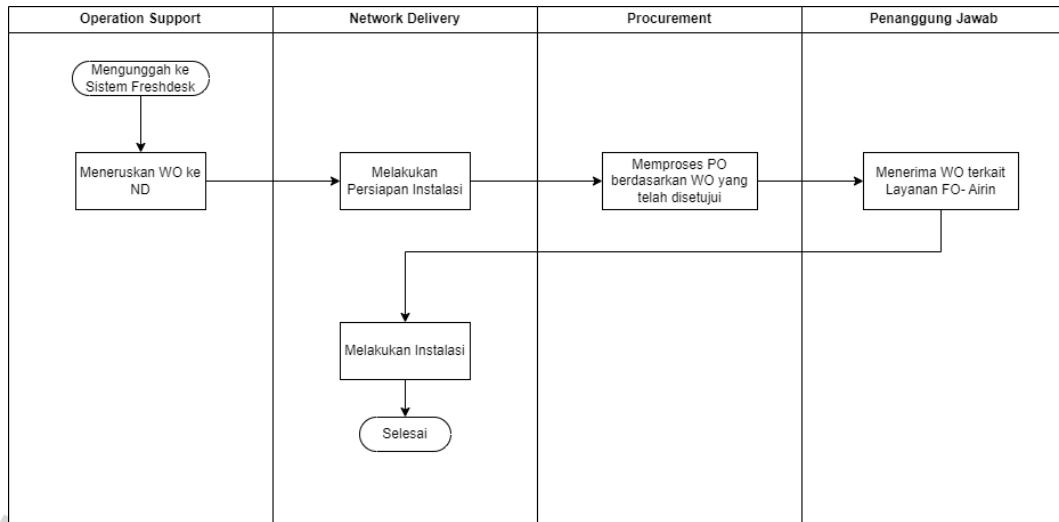 Operation Support
Network Delivery
Procurement
Penanggung Jawab
Mengunggah ke
Sistem Freshdesk
Meneruskan WO ke
ND
Melakukan
Persiapan Instalasi
Memproses PO
berdasarkan WO yang
telah disetujui
Menerima WO terkait
Layanan FO- Airin
Melakukan Instalasi
Selesai